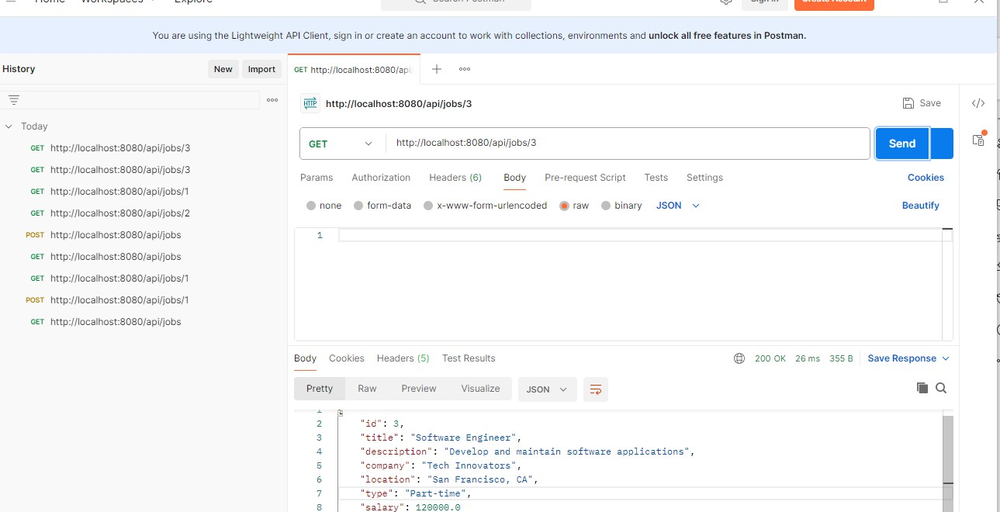 Home Workspaces Explore Search Postman Sign in Create Account
You are using the Lightweight API Client, sign in or create an account to work with collections, environments and unlock all free features in Postman.
History New Import
GET http://localhost:8080/api/
HTTP http://localhost:8080/api/jobs/3 Save </>
Today
GET http://localhost:8080/api/jobs/3
GET http://localhost:8080/api/jobs/3
GET http://localhost:8080/api/jobs/1
GET http://localhost:8080/api/jobs/2
POST http://localhost:8080/api/jobs
GET http://localhost:8080/api/jobs
GET http://localhost:8080/api/jobs/1
POST http://localhost:8080/api/jobs/1
GET http://localhost:8080/api/jobs
GET http://localhost:8080/api/jobs/3 Send
Params Authorization Headers (6) Body Pre-request Script Tests Settings Cookies
none form-data x-www-form-urlencoded raw binary JSON Beautify
1
Body Cookies Headers (5) Test Results 200 OK 26 ms 355 B Save Response
Pretty Raw Preview Visualize JSON
1 {
2 "id": 3,
3 "title": "Software Engineer",
4 "description": "Develop and maintain software applications",
5 "company": "Tech Innovators",
6 "location": "San Francisco, CA",
7 "type": "Part-time",
8 "salary": 120000.0